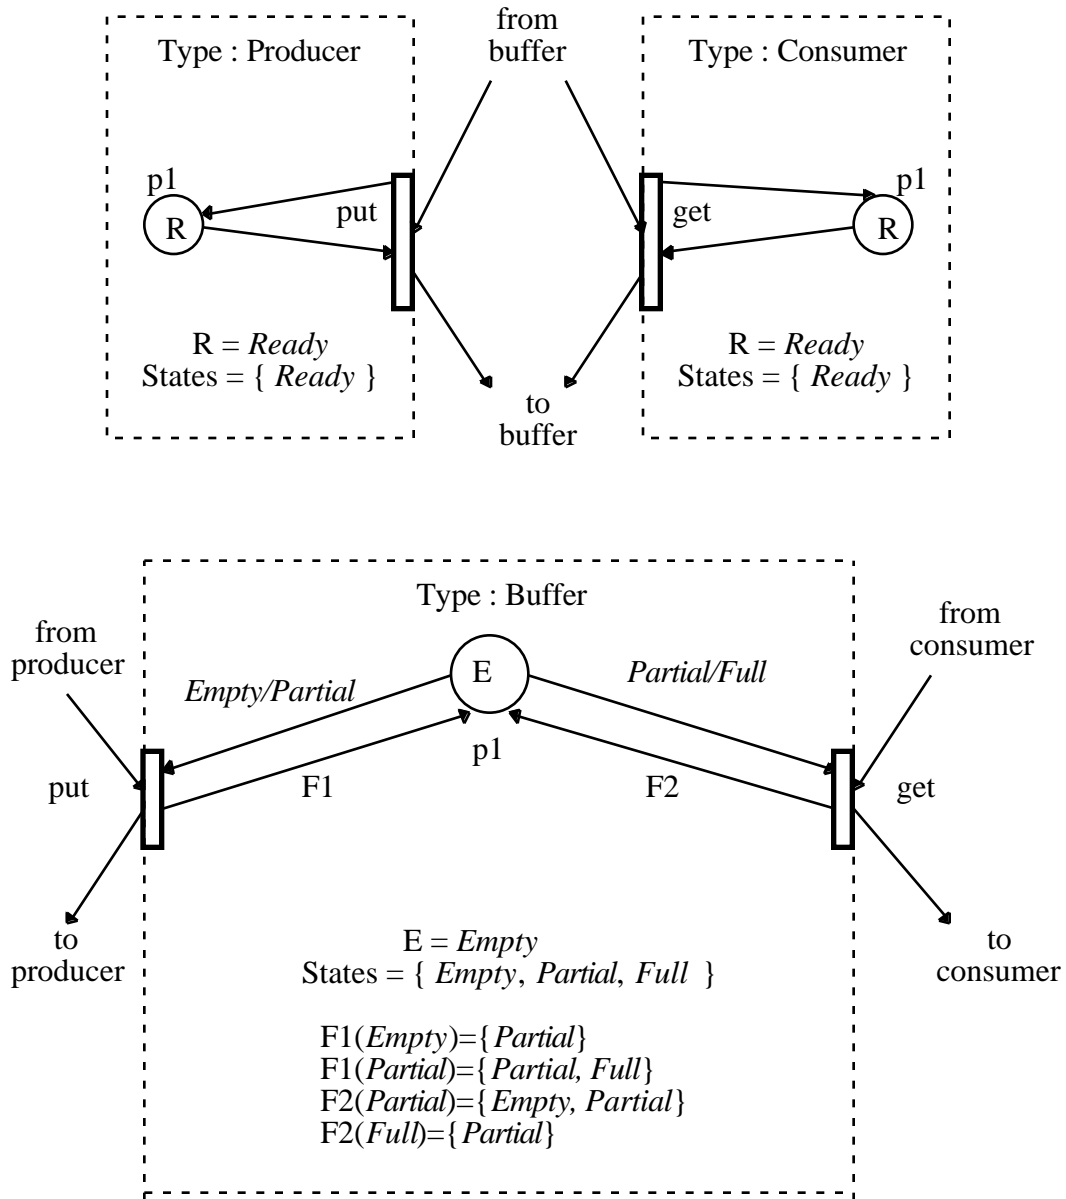 from
buffer
Type : Producer
Type : Consumer
p1
R
put
get
p1
R
R = Ready
States = { Ready }
R = Ready
States = { Ready }
to
buffer
Type : Buffer
from
producer
from
consumer
Empty/Partial
E
Partial/Full
p1
put
F1
F2
get
to
producer
to
consumer
E = Empty
States = { Empty, Partial, Full }
F1(Empty)={Partial}
F1(Partial)={Partial, Full}
F2(Partial)={Empty, Partial}
F2(Full)={Partial}